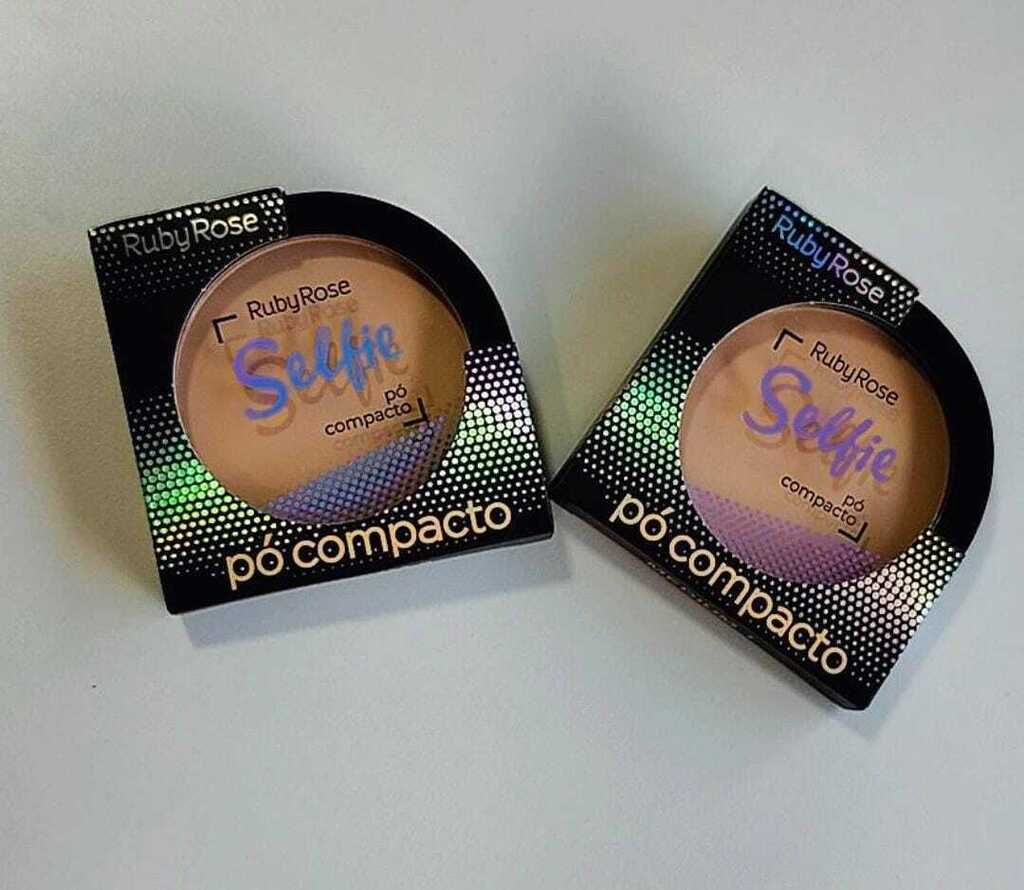 RubyRose
RubyRose
Selfie
pó
compacto
pó compacto
RubyRose
RubyRose
Selfie
pó
compacto
pó compacto